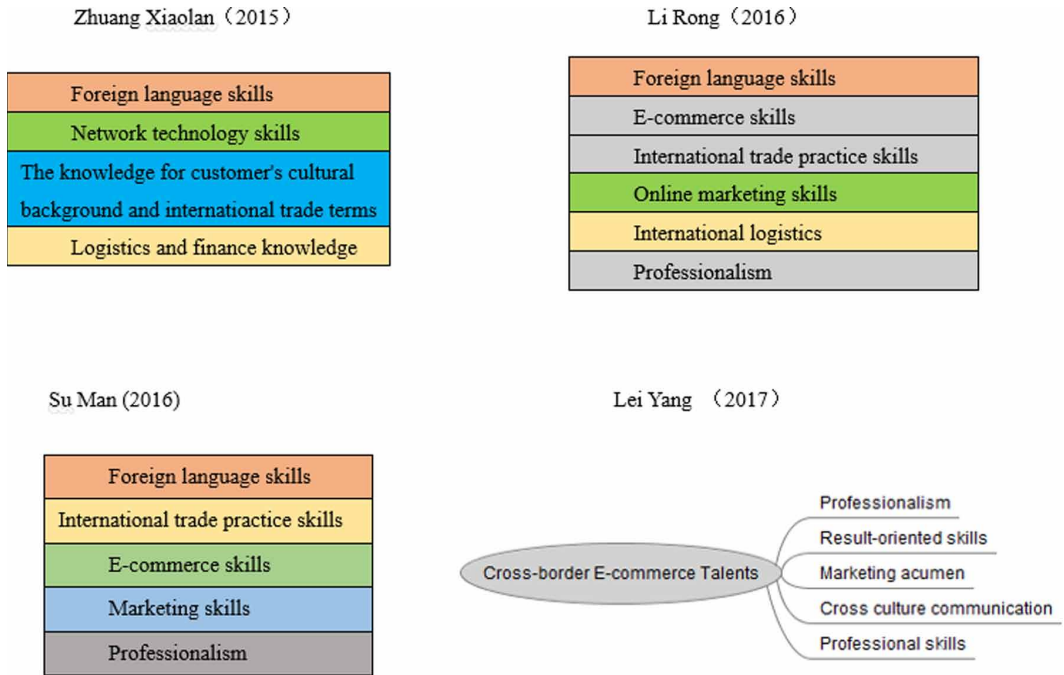 Zhuang Xiaolan（2015）
Foreign language skills
Network technology skills
The knowledge for customer's cultural
background and international trade terms
Logistics and finance knowledge
Li Rong（2016）
Foreign language skills
E-commerce skills
International trade practice skills
Online marketing skills
International logistics
Professionalism
Su Man (2016)
Foreign language skills
International trade practice skills
E-commerce skills
Marketing skills
Professionalism
Lei Yang （2017）
Cross-border E-commerce Talents
Professionalism
Result-oriented skills
Marketing acumen
Cross culture communication
Professional skills